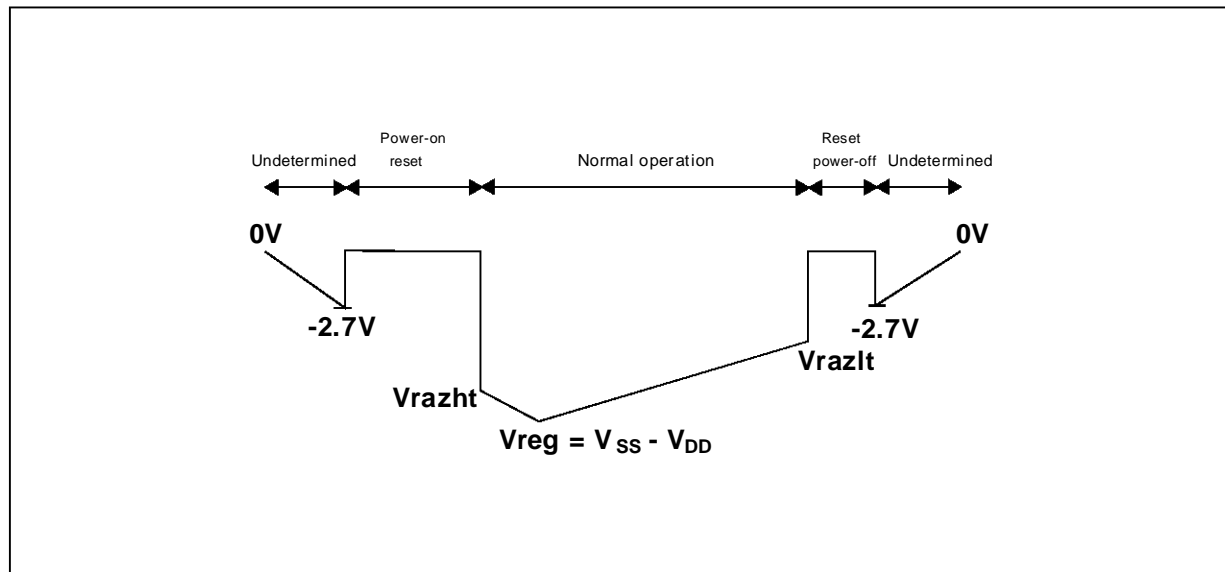 Power-on
reset
Reset
power-off
Undetermined
Normal operation
Undetermined
0V
0V
-2.7V
-2.7V
Vrazlt
Vrazht
Vreg = VSS - VDD